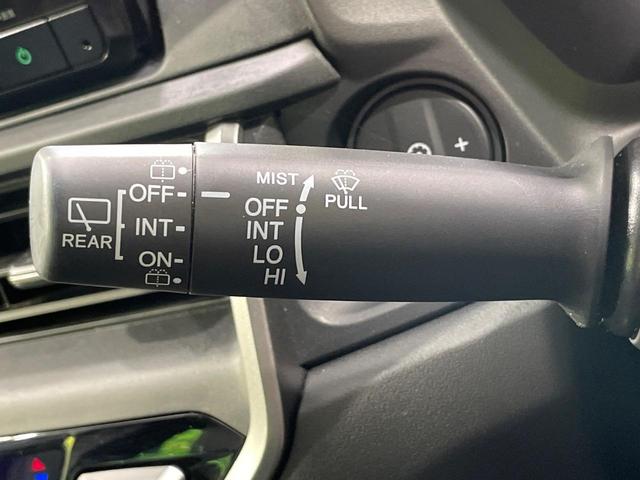 REAR
OFF
INT
ON
MIST
OFF
INT
LO
HI
PULL
+